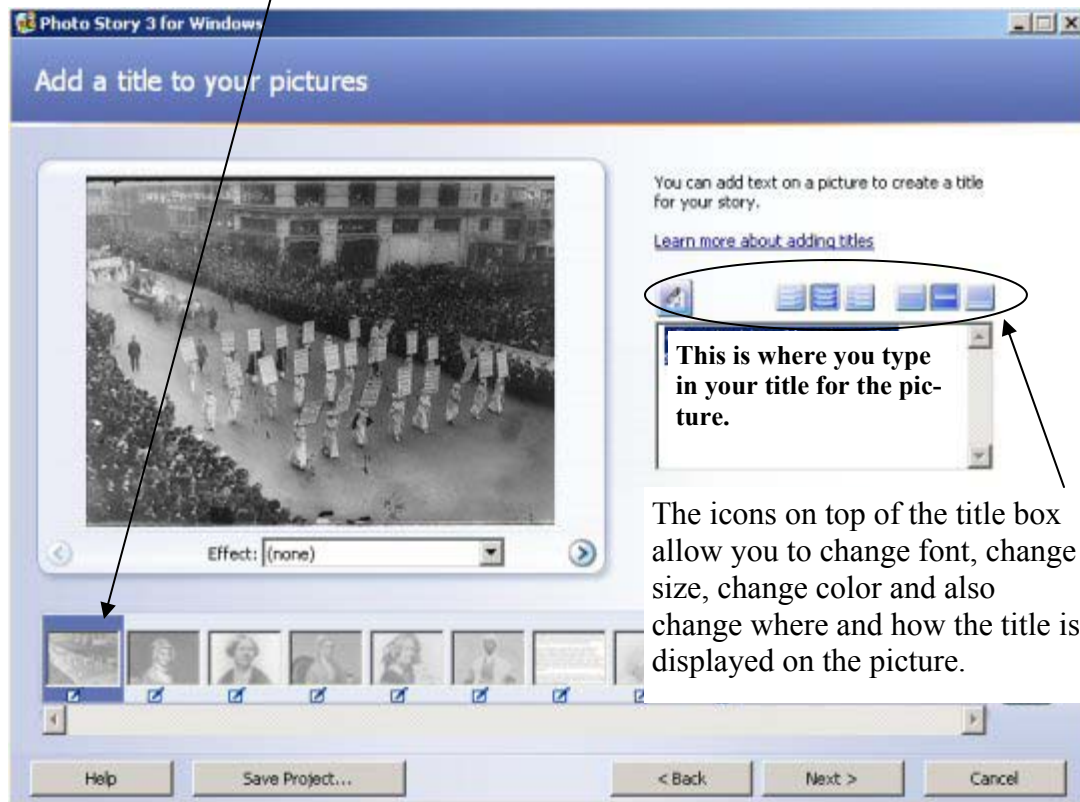 Photo Story 3 for Windows
Add a title to your pictures
You can add text on a picture to create a title
for your story.
Learn more about adding titles
This is where you type
in your title for the pic-
ture.
The icons on top of the title box
allow you to change font, change
size, change color and also
change where and how the title is
displayed on the picture.
Effect: (none)
Help
Save Project...
< Back
Next >
Cancel